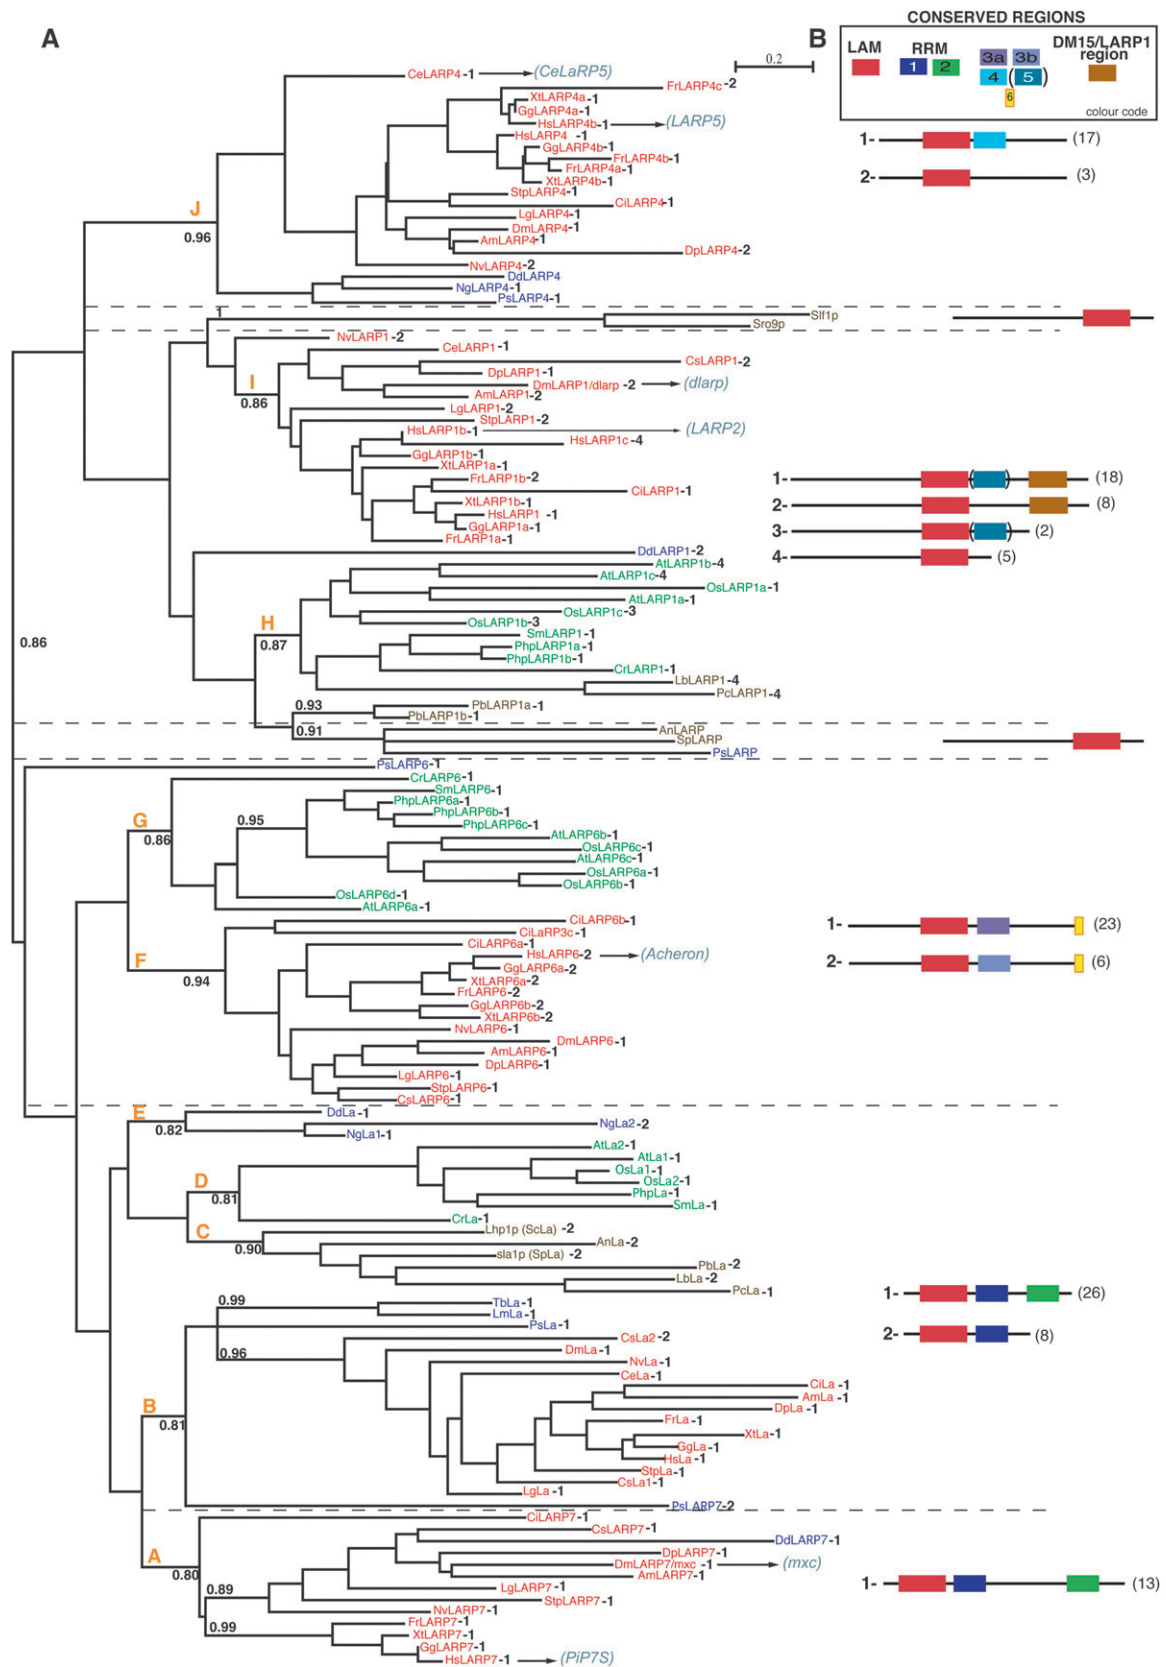 A
B
CONSERVED REGIONS
LAM
RRM
1
2
3a
3b
4
(5)
6
DM15/LARP1
region
colour code
0.2
CeLARP4-1
(CeLaRP5)
FrLARP4c-2
XtLARP4a-1
GgLARP4a-1
HsLARP4b-1
(LARP5)
HsLARP4 -1
GgLARP4b-1
FrLARP4b-1
FrLARP4a-1
XtLARP4b-1
StpLARP4-1
CiLARP4-1
LgLARP4-1
DmLARP4-1
AmLARP4-1
DpLARP4-2
NvLARP4-2
DdLARP4
NgLARP4-1
PsLARP4-1
J
0.96
1- (17)
2- (3)
1
Slf1p
Sro9p
NvLARP1-2
CeLARP1-1
CsLARP1-2
DpLARP1-1
DmLARP1/dlarp -2
(dlarp)
AmLARP1-2
I
0.86
LgLARP1-2
StpLARP1-2
HsLARP1b-1
(LARP2)
HsLARP1c-4
GgLARP1b-1
XtLARP1a-1
FrLARP1b-2
CiLARP1-1
XtLARP1b-1
HsLARP1 -1
GgLARP1a-1
FrLARP1a-1
1- ( ) (18)
2- (8)
3- ( ) (2)
4- (5)
DdLARP1-2
AtLARP1b-4
AtLARP1c-4
OsLARP1a-1
AtLARP1a-1
OsLARP1c-3
OsLARP1b-3
SmLARP1-1
PhpLARP1a-1
PhpLARP1b-1
CrLARP1-1
LbLARP1-4
PcLARP1-4
H
0.87
0.86
PbLARP1a-1
PbLARP1b-1
0.93
0.91
AnLARP
SpLARP
PsLARP
PsLARP6-1
CrLARP6-1
SmLARP6-1
PhpLARP6a-1
PhpLARP6b-1
PhpLARP6c-1
G
0.86
0.95
AtLARP6b-1
OsLARP6c-1
AtLARP6c-1
OsLARP6a-1
OsLARP6b-1
OsLARP6d-1
AtLARP6a-1
CiLARP6b-1
CiLaRP3c-1
CiLARP6a-1
HsLARP6-2
(Acheron)
GgLARP6a-2
XtLARP6a-2
FrLARP6-2
GgLARP6b-2
XtLARP6b-2
F
0.94
NvLARP6-1
DmLARP6-1
AmLARP6-1
DpLARP6-1
LgLARP6-1
StpLARP6-1
CsLARP6-1
1- (23)
2- (6)
E
0.82
DdLa -1
NgLa2-2
NgLa1-1
AtLa2-1
AtLa1-1
OsLa1-1
OsLa2-1
PhpLa-1
SmLa-1
D
0.81
CrLa-1
C
0.90
Lhp1p (ScLa) -2
AnLa -2
sla1p (SpLa) -2
PbLa-2
LbLa-2
PcLa-1
1- (26)
2- (8)
0.99
TbLa-1
LmLa-1
PsLa-1
0.96
CsLa2-2
DmLa-1
NvLa-1
CeLa-1
CiLa-1
AmLa-1
DpLa-1
B
0.81
FrLa-1
XtLa-1
GgLa-1
HsLa-1
StpLa-1
CsLa1-1
LgLa-1
PsLARP7-2
CiLARP7-1
CsLARP7-1
DdLARP7-1
DpLARP7-1
DmLARP7/mxc -1
(mxc)
AmLARP7-1
A
0.80
0.89
LgLARP7-1
StpLARP7-1
NvLARP7-1
FrLARP7-1
0.99
XtLARP7-1
GgLARP7-1
HsLARP7-1
(PiP7S)
1- (13)